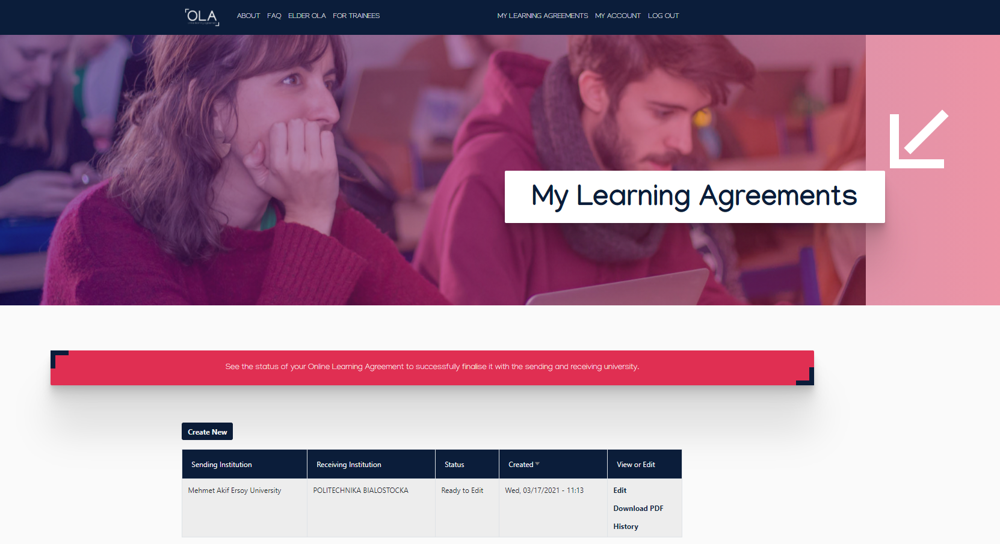 OLA
ABOUT FAQ ELDER OLA FOR TRAINEES MY LEARNING AGREEMENTS MY ACCOUNT LOG OUT
My Learning Agreements
See the status of your Online Learning Agreement to successfully finalise it with the sending and receiving university.
Create New
Sending Institution Receiving Institution Status Created View or Edit
Mehmet Akif Ersoy University POLITECHNIKA BIALOSTOCKA Ready to Edit Wed, 03/17/2021 - 11:13 Edit
Download PDF
History